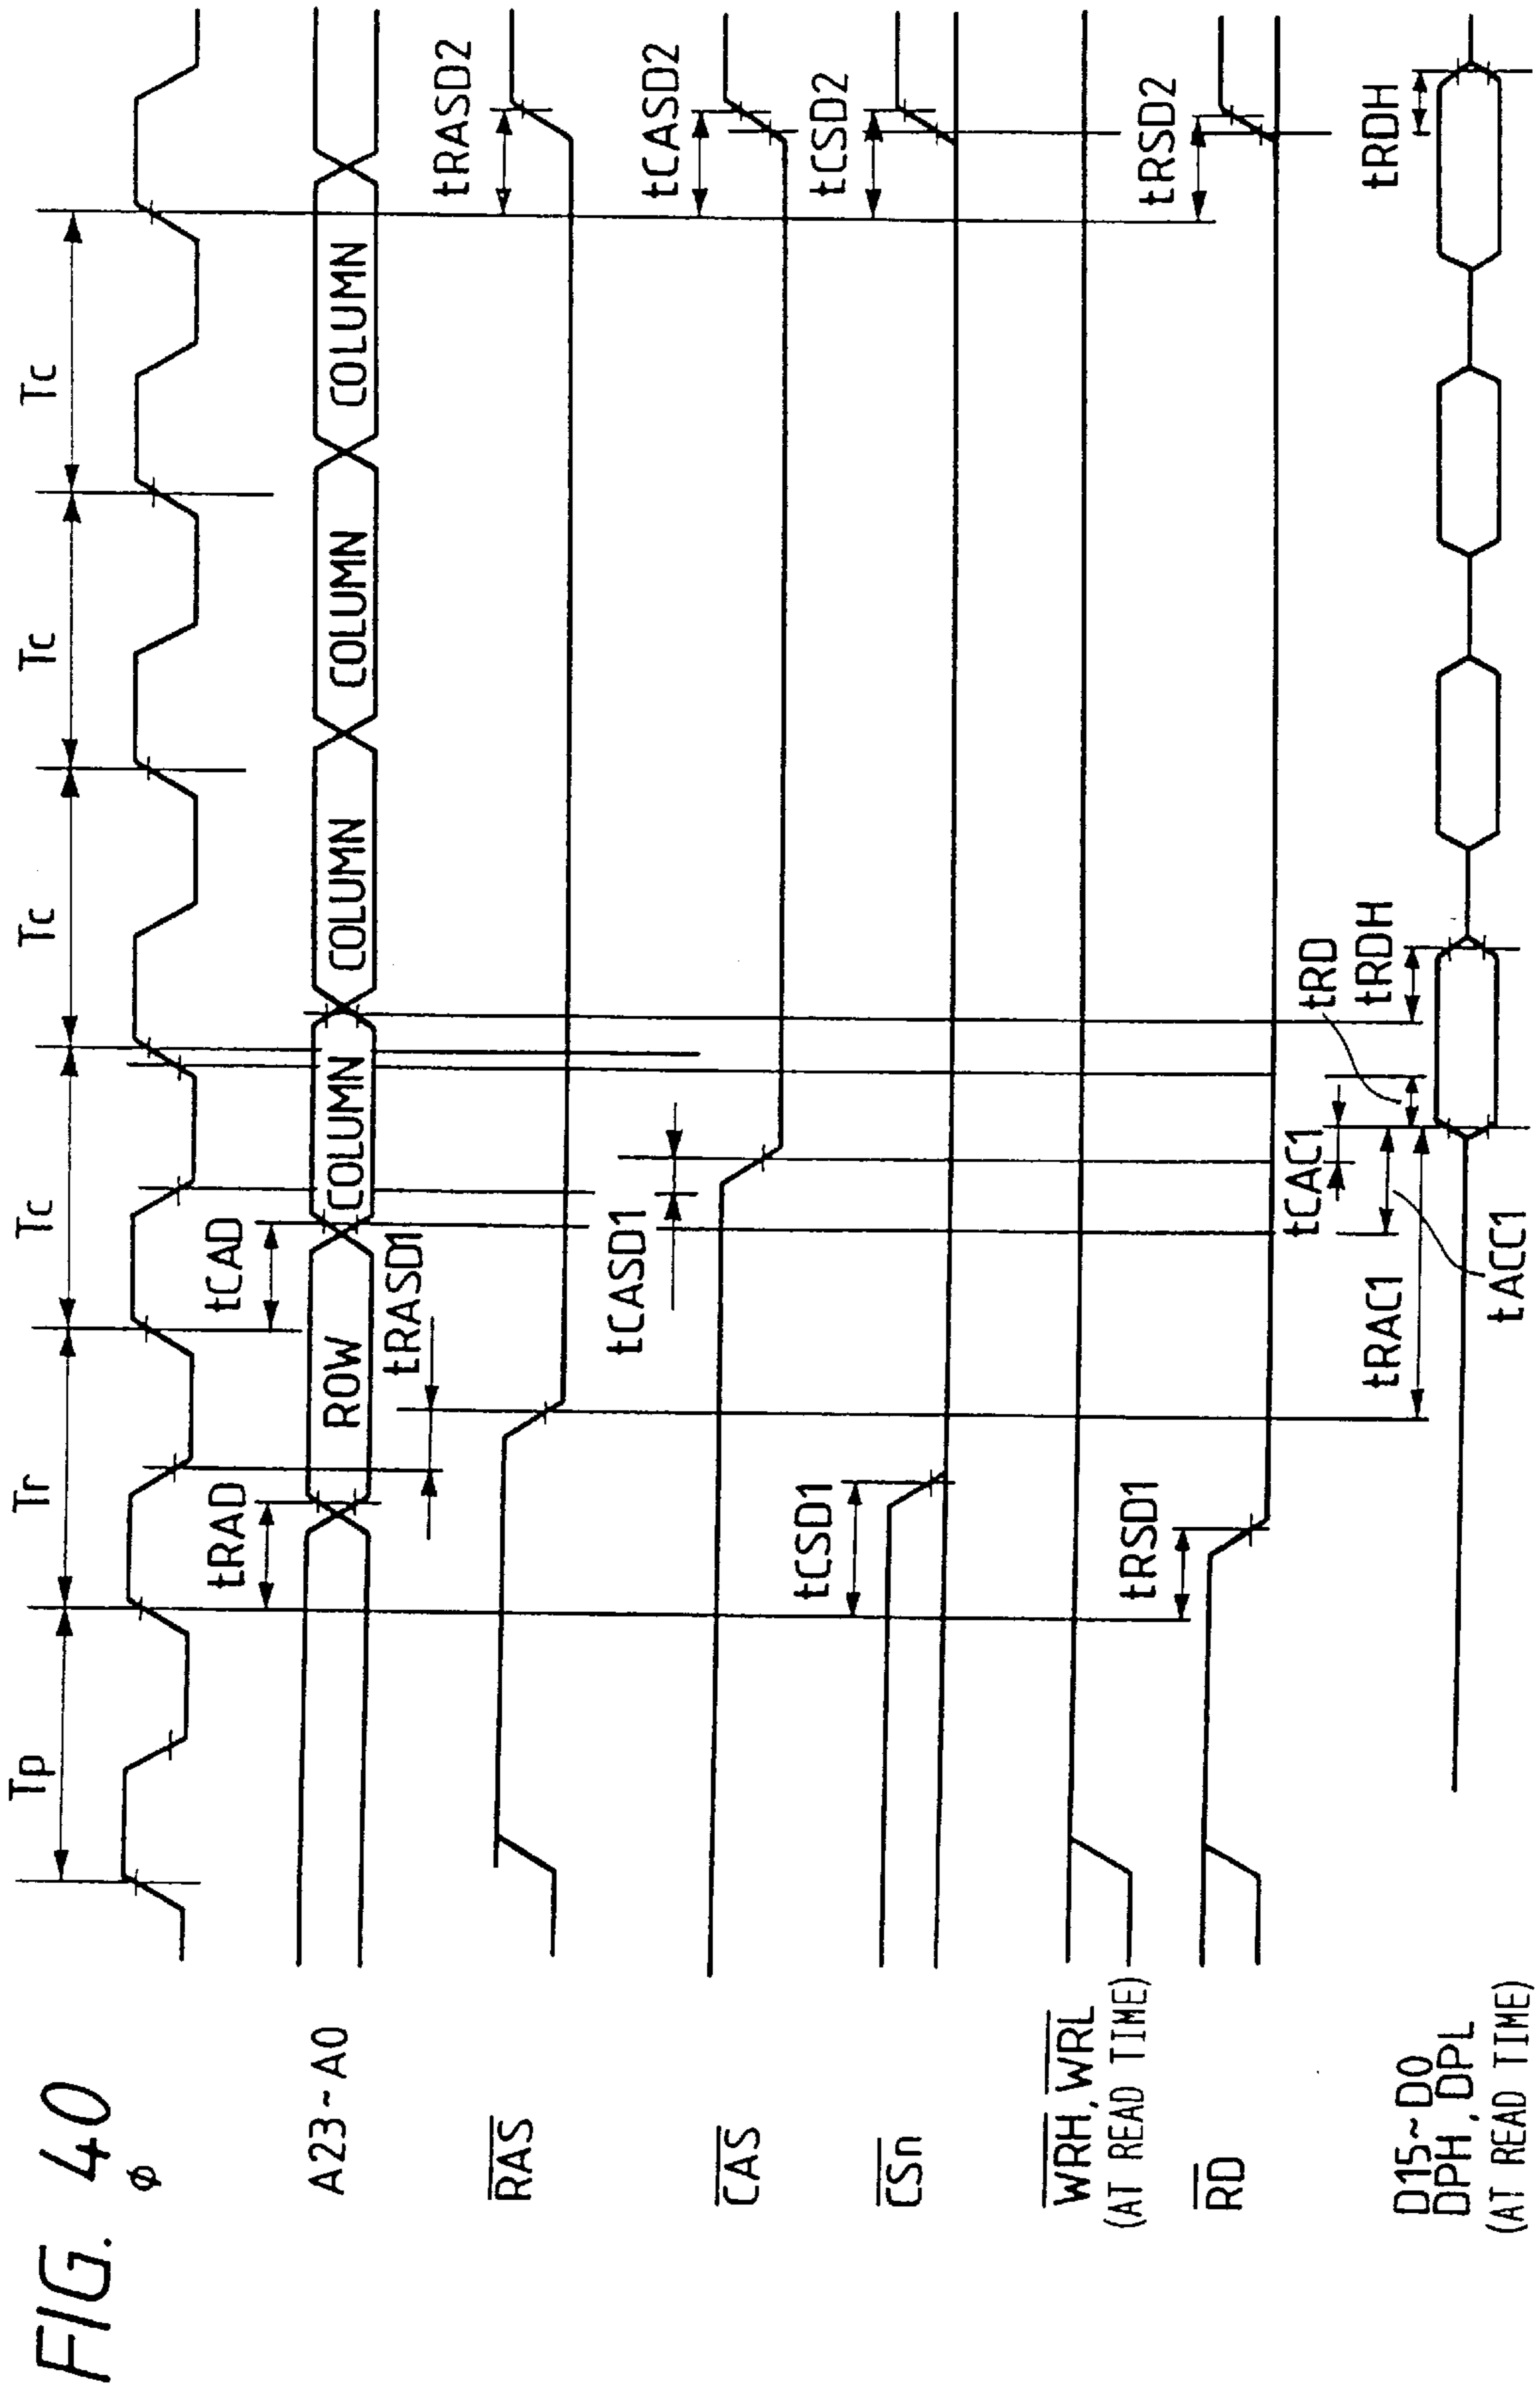 FIG. 40
Tp Tr Tc Tc Tc Tc
φ
A23~A0
tRAD
ROW
tCAD
COLUMN COLUMN COLUMN COLUMN
tRASD1
RAS
tRASD2
CAS
tCASD1
tCASD2
CSn
tCSD1
tCSD2
WRH, WRL
(AT READ TIME)
RD
tRSD1
tRSD2
tRAC1
tCAC1
tACC1
tRD
tRDH
tRDH
D15~D0
DPH, DPL
(AT READ TIME)